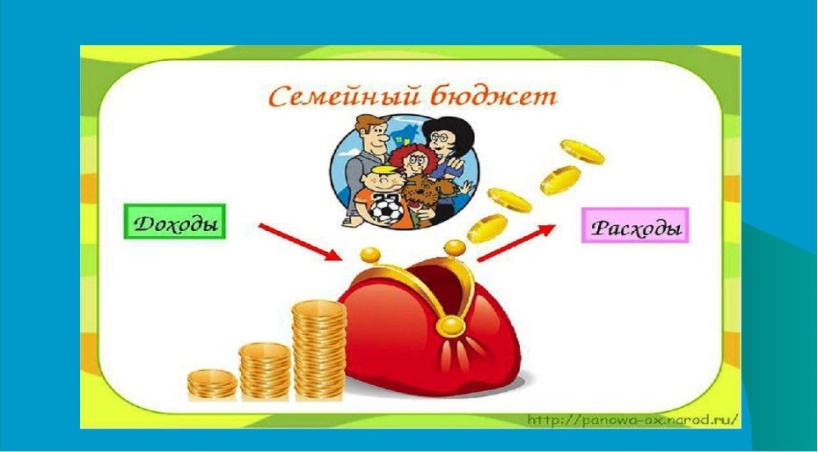 Семейный бюджет
Доходы
Расходы
http://panowa-ox.narod.ru/